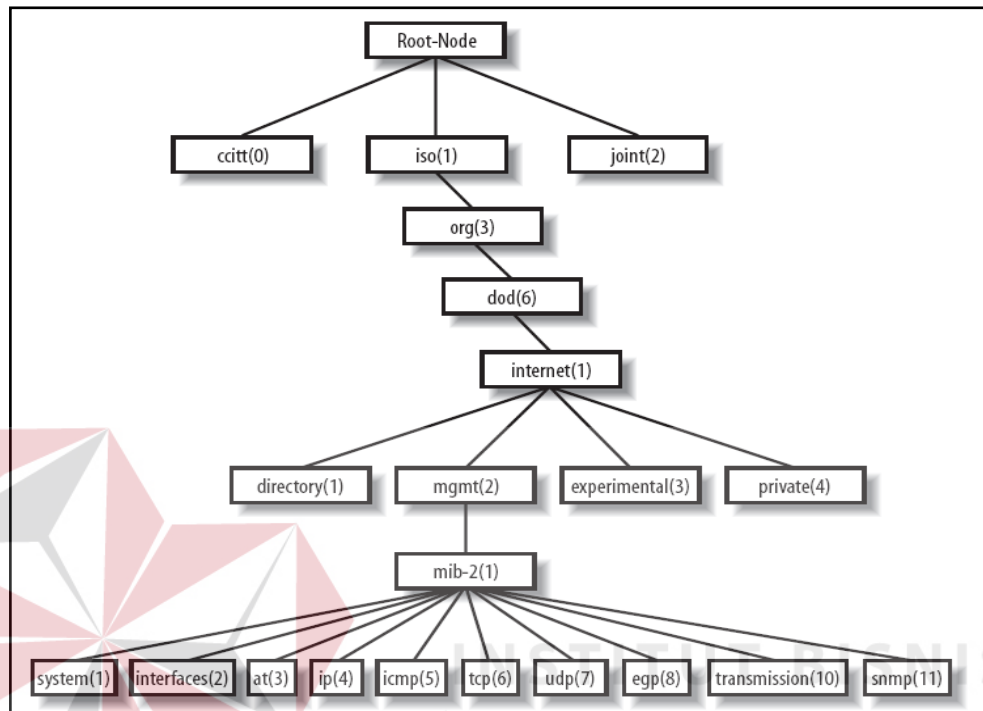 Root-Node
ccitt(0) iso(1) joint(2)
org(3)
dod(6)
internet(1)
directory(1) mgmt(2) experimental(3) private(4)
mib-2(1)
INSTITUT BISNIS
system(1) interfaces(2) at(3) ip(4) icmp(5) tcp(6) udp(7) egp(8) transmission(10) snmp(11)